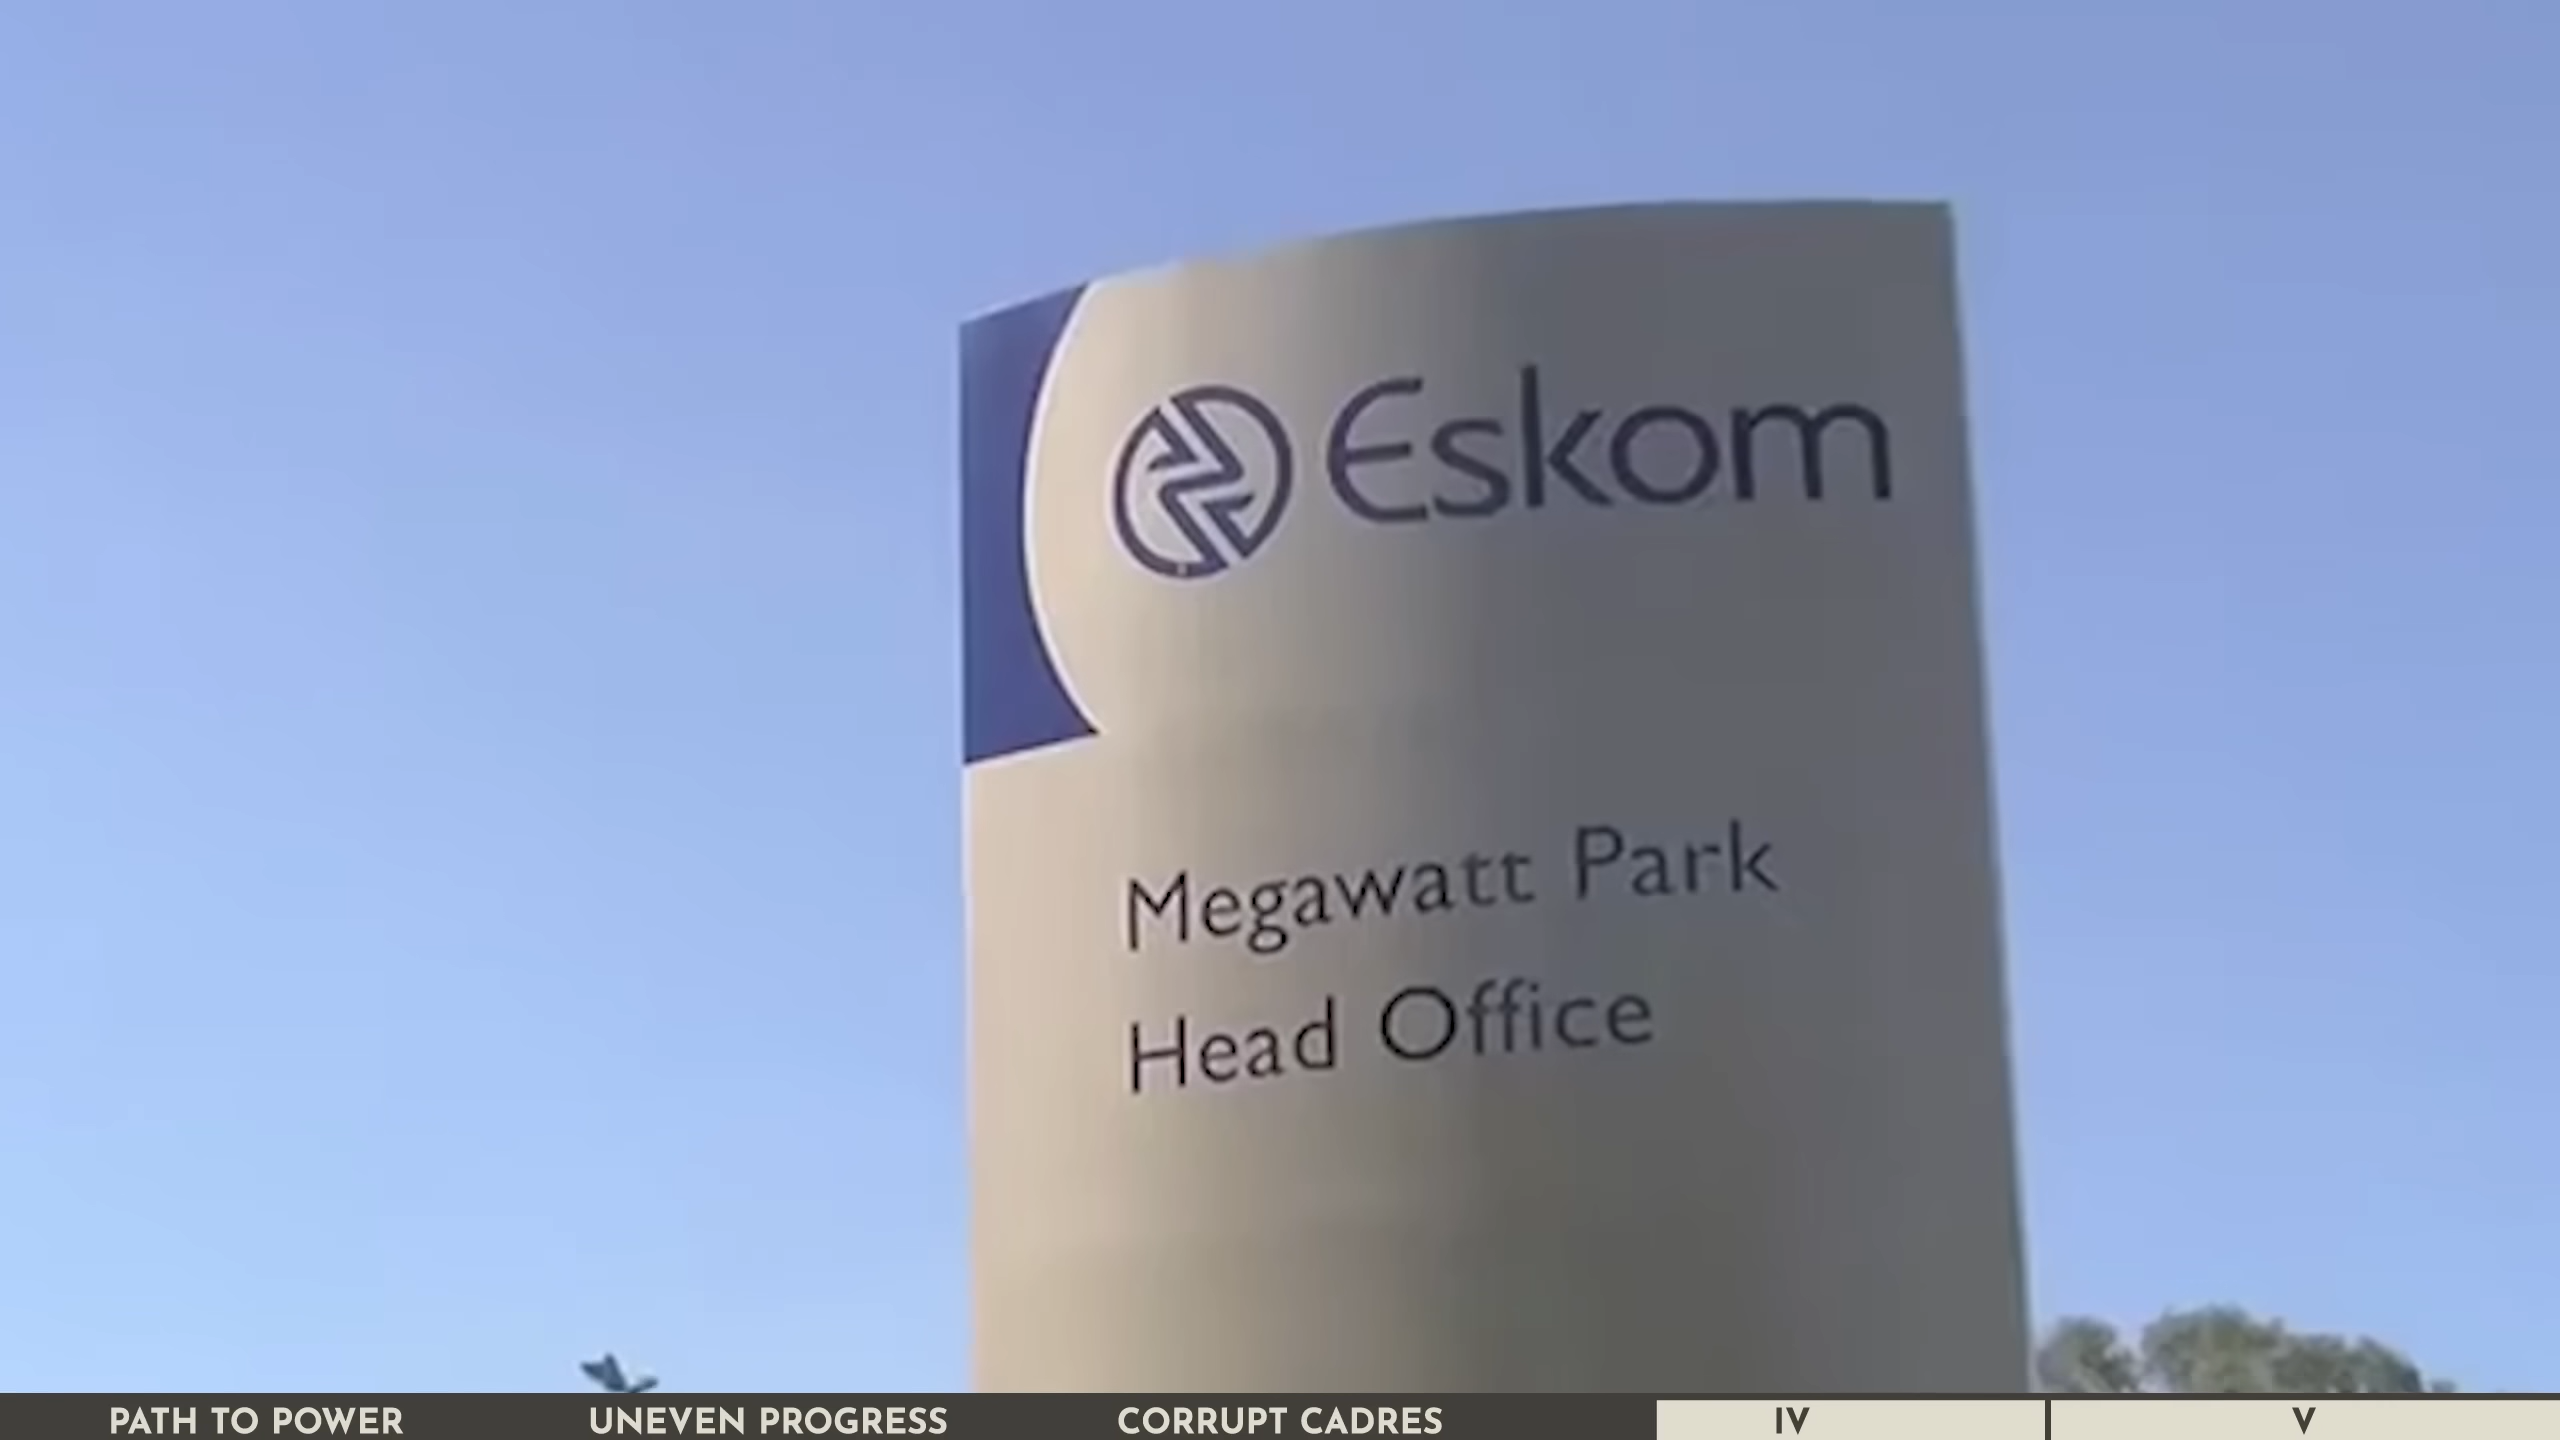 Eskom
Megawatt Park
Head Office
PATH TO POWER
UNEVEN PROGRESS
CORRUPT CADRES
IV
V